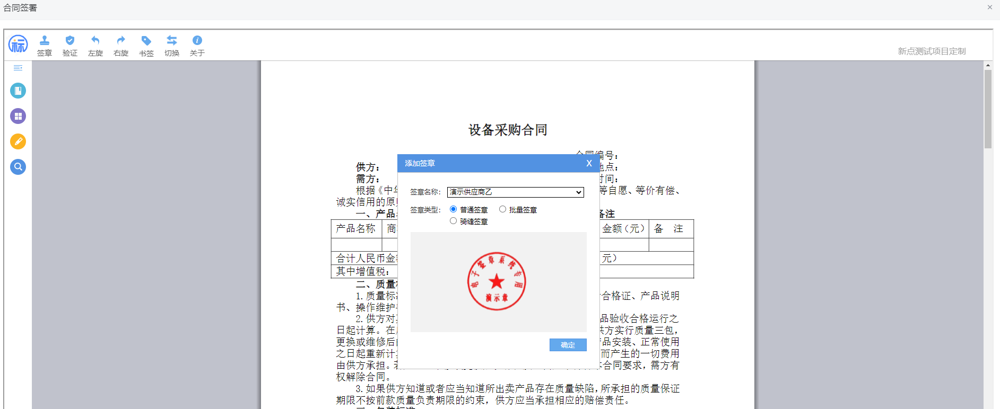 合同签署
×
标
签章 验证 左旋 右旋 书签 切换 关于
新点测试项目定制
设备采购合同
合同编号：
供方： 地点：
需方： 时间：
添加签章 X
签章名称： 演示供应商乙
签章类型： 普通签章 批量签章
骑缝签章
电子签章系统专用
演示章
确定
根据《中 等自愿、等价有偿、
诚实信用的原
一、产品 备注
产品名称 商 金额（元） 备 注
合计人民币金 元）
其中增值税：
二、质量
1.质量标 合格证、产品说明
书、操作维护
2.供方对 品验收合格运行之
日起计算。在 供方实行质量三包，
更换或维修后 产品安装、正常使用
之日起重新计 而产生的一切费用
由供方承担。 合同要求，需方有
权解除合同。
3.如果供方知道或者应当知道所出卖产品存在质量缺陷，所承担的质量保证
期限不按前款质量负责期限的约束，供方应当承担相应的赔偿责任。